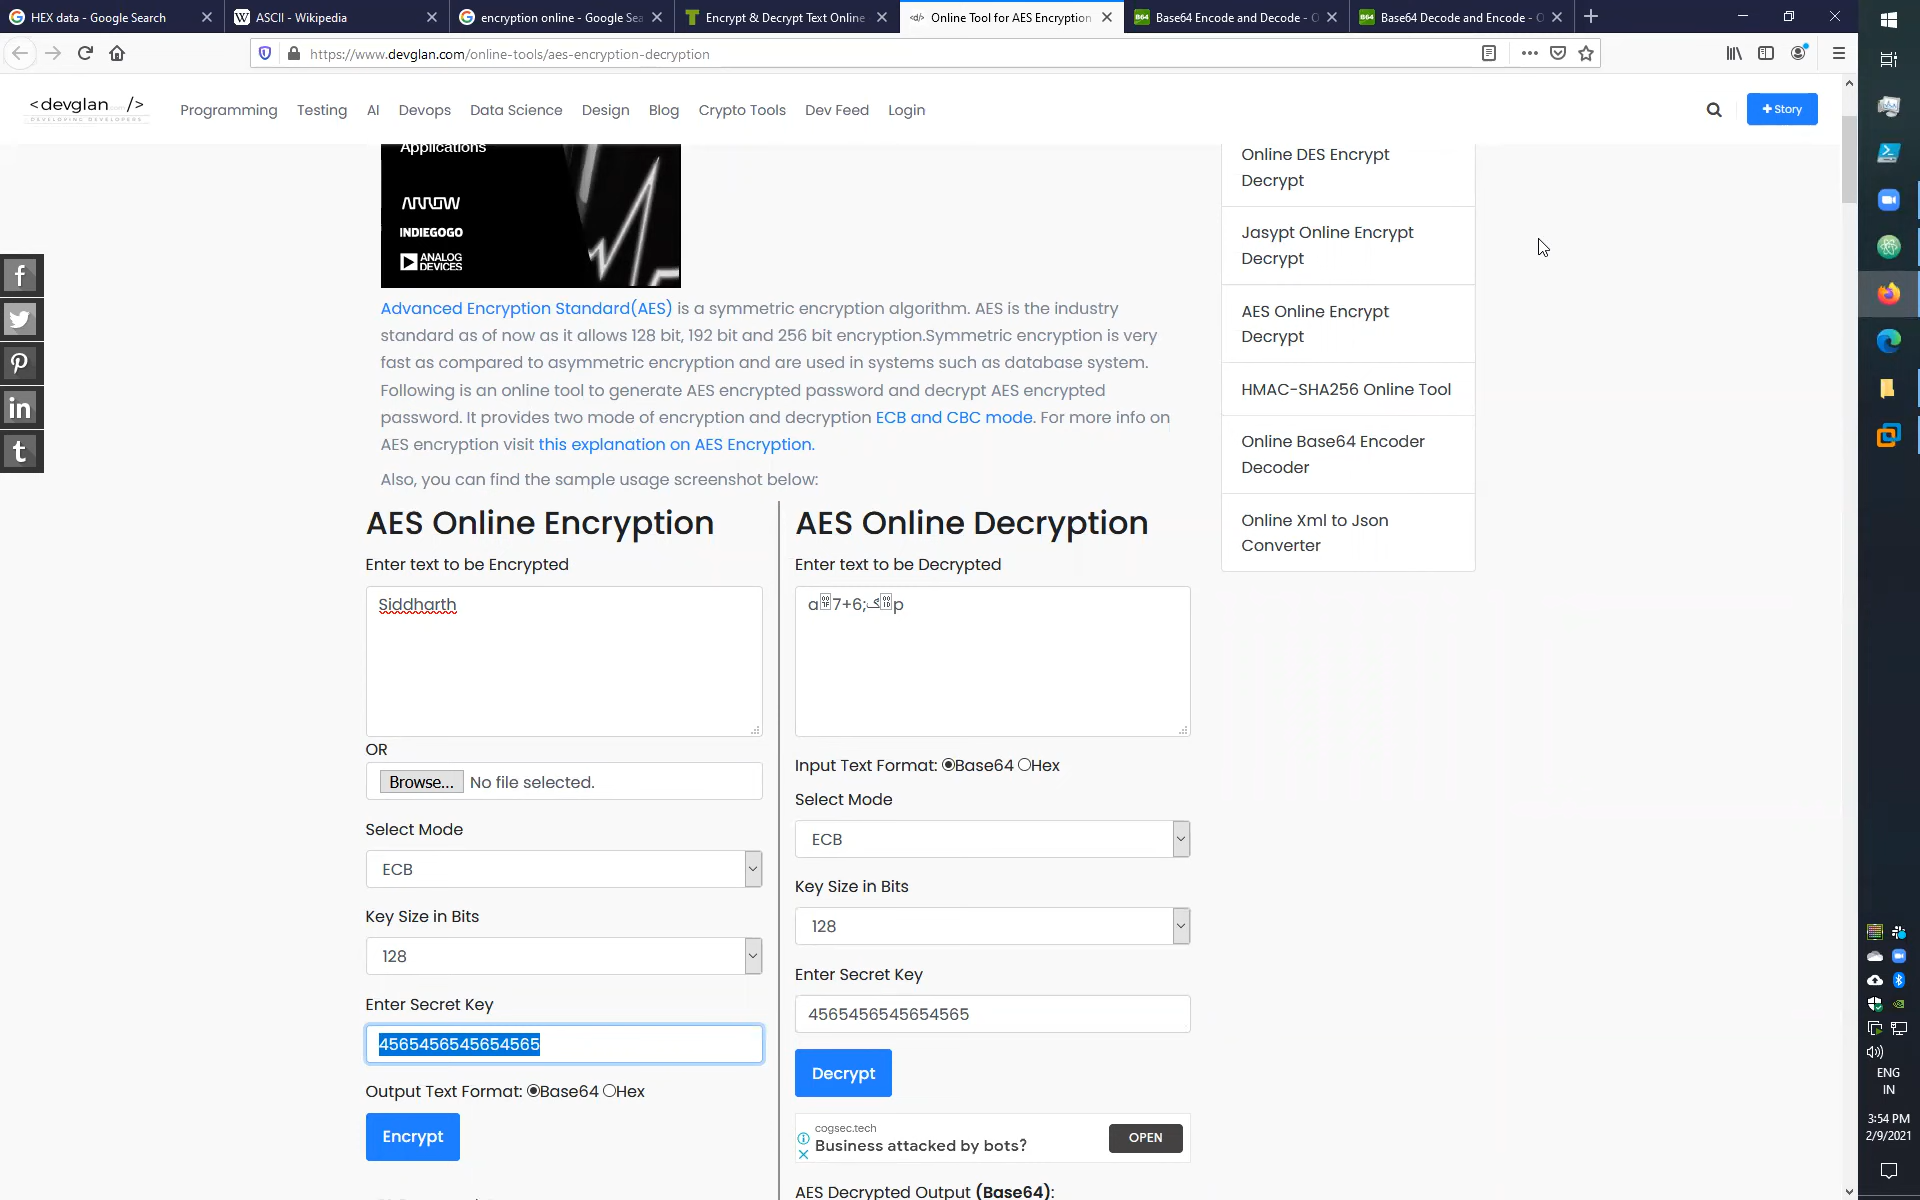 HEX data - Google Search
ASCII - Wikipedia
encryption online - Google Sea
Encrypt & Decrypt Text Online
Online Tool for AES Encryption
Base64 Encode and Decode - O
Base64 Decode and Encode - O
https://www.devglan.com/online-tools/aes-encryption-decryption
<devglan.com/>
DEVELOPING DEVELOPERS
Programming
Testing
AI
Devops
Data Science
Design
Blog
Crypto Tools
Dev Feed
Login
+ Story
Applications
ARROW
INDIEGOGO
ANALOG
DEVICES
Advanced Encryption Standard(AES) is a symmetric encryption algorithm. AES is the industry
standard as of now as it allows 128 bit, 192 bit and 256 bit encryption.Symmetric encryption is very
fast as compared to asymmetric encryption and are used in systems such as database system.
Following is an online tool to generate AES encrypted password and decrypt AES encrypted
password. It provides two mode of encryption and decryption ECB and CBC mode. For more info on
AES encryption visit this explanation on AES Encryption.
Also, you can find the sample usage screenshot below:
AES Online Encryption
Enter text to be Encrypted
Siddharth
OR
Browse... No file selected.
Select Mode
ECB
Key Size in Bits
128
Enter Secret Key
4565456545654565
Output Text Format: Base64 Hex
Encrypt
AES Online Decryption
Enter text to be Decrypted
Input Text Format: Base64 Hex
Select Mode
ECB
Key Size in Bits
128
Enter Secret Key
4565456545654565
Decrypt
cogsec.tech
Business attacked by bots?
OPEN
AES Decrypted Output (Base64):
Online DES Encrypt
Decrypt
Jasypt Online Encrypt
Decrypt
AES Online Encrypt
Decrypt
HMAC-SHA256 Online Tool
Online Base64 Encoder
Decoder
Online Xml to Json
Converter
ENG
IN
3:54 PM
2/9/2021